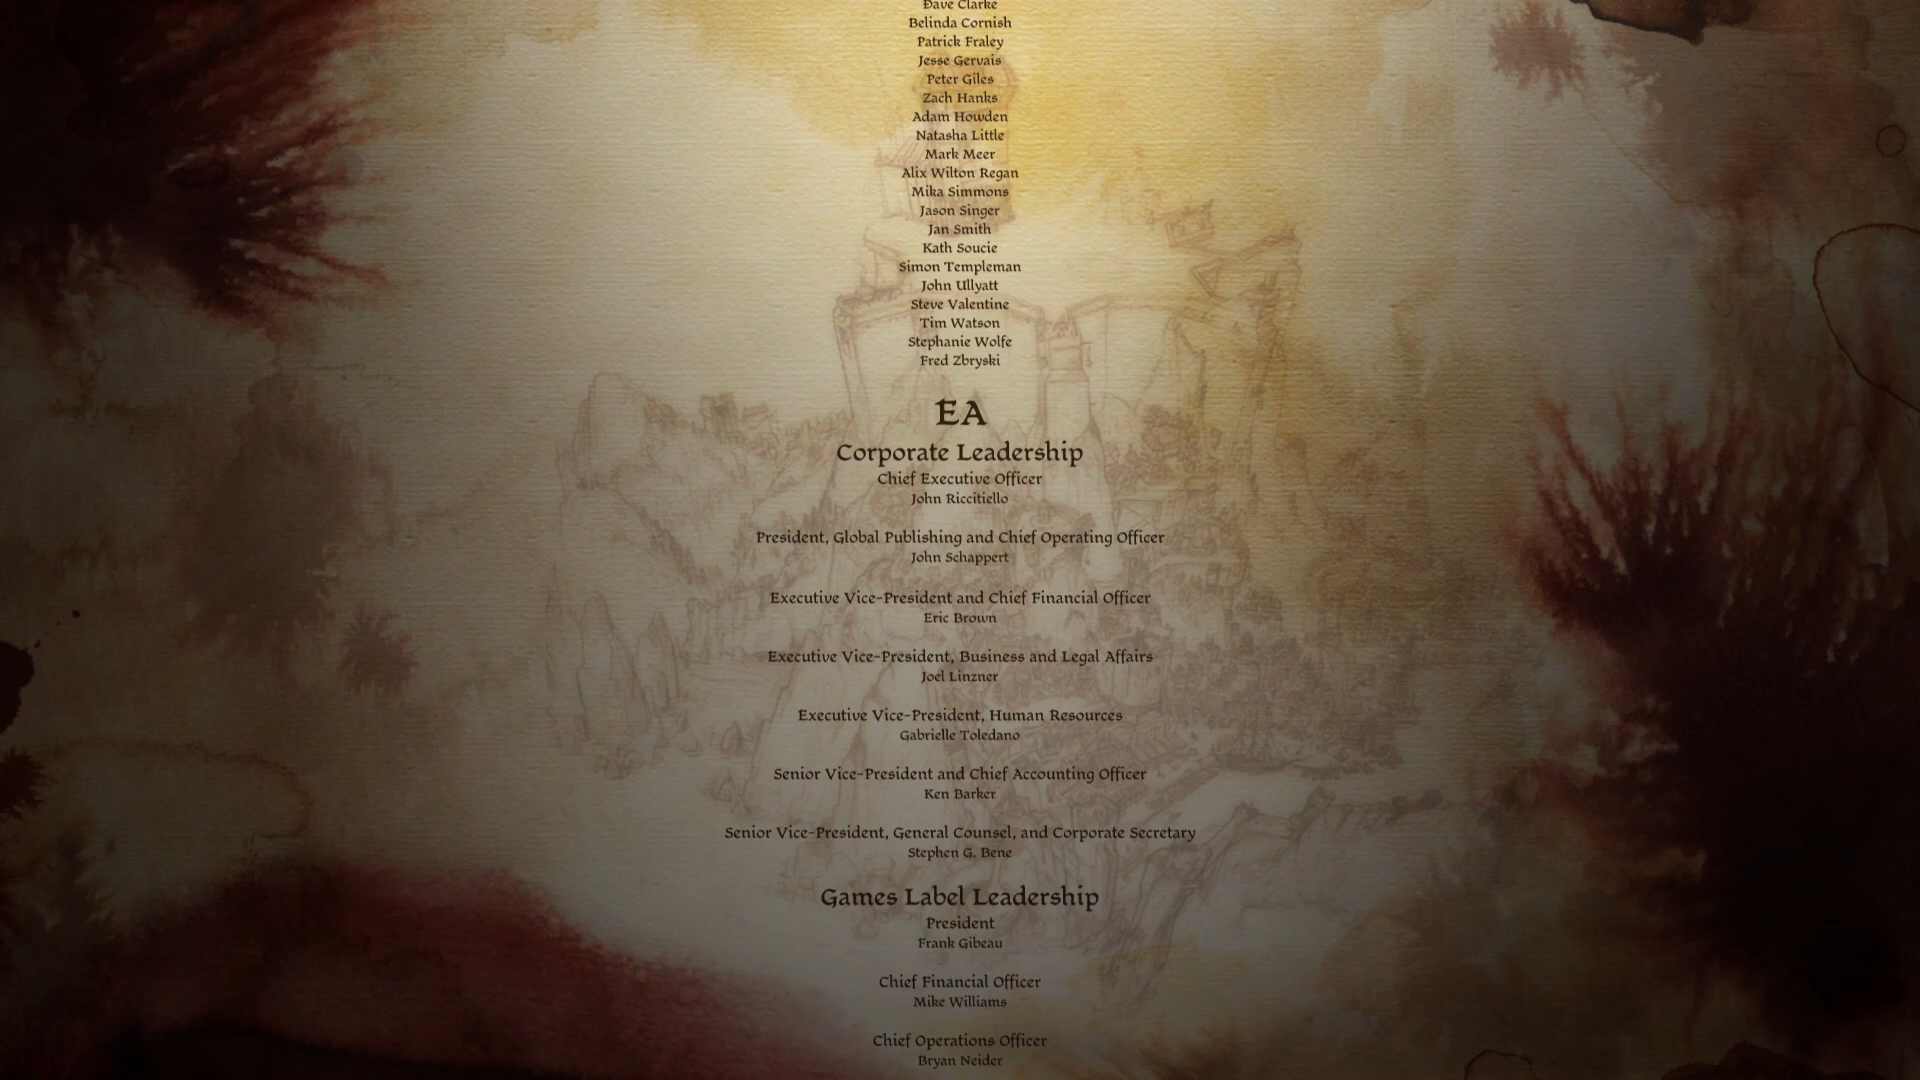 Dave Clarke
Belinda Cornish
Patrick Fraley
Jesse Gervais
Peter Giles
Zach Hanks
Adam Howden
Natasha Little
Mark Meer
Alix Wilton Regan
Mika Simmons
Jason Singer
Jan Smith
Kath Soucie
Simon Templeman
John Ullyatt
Steve Valentine
Tim Watson
Stephanie Wolfe
Fred Zbryski
EA
Corporate Leadership
Chief Executive Officer
John Riccitiello
President, Global Publishing and Chief Operating Officer
John Schappert
Executive Vice-President and Chief Financial Officer
Eric Brown
Executive Vice-President, Business and Legal Affairs
Joel Linzner
Executive Vice-President, Human Resources
Gabrielle Toledano
Senior Vice-President and Chief Accounting Officer
Ken Barker
Senior Vice-President, General Counsel, and Corporate Secretary
Stephen G. Bene
Games Label Leadership
President
Frank Gibeau
Chief Financial Officer
Mike Williams
Chief Operations Officer
Bryan Neider